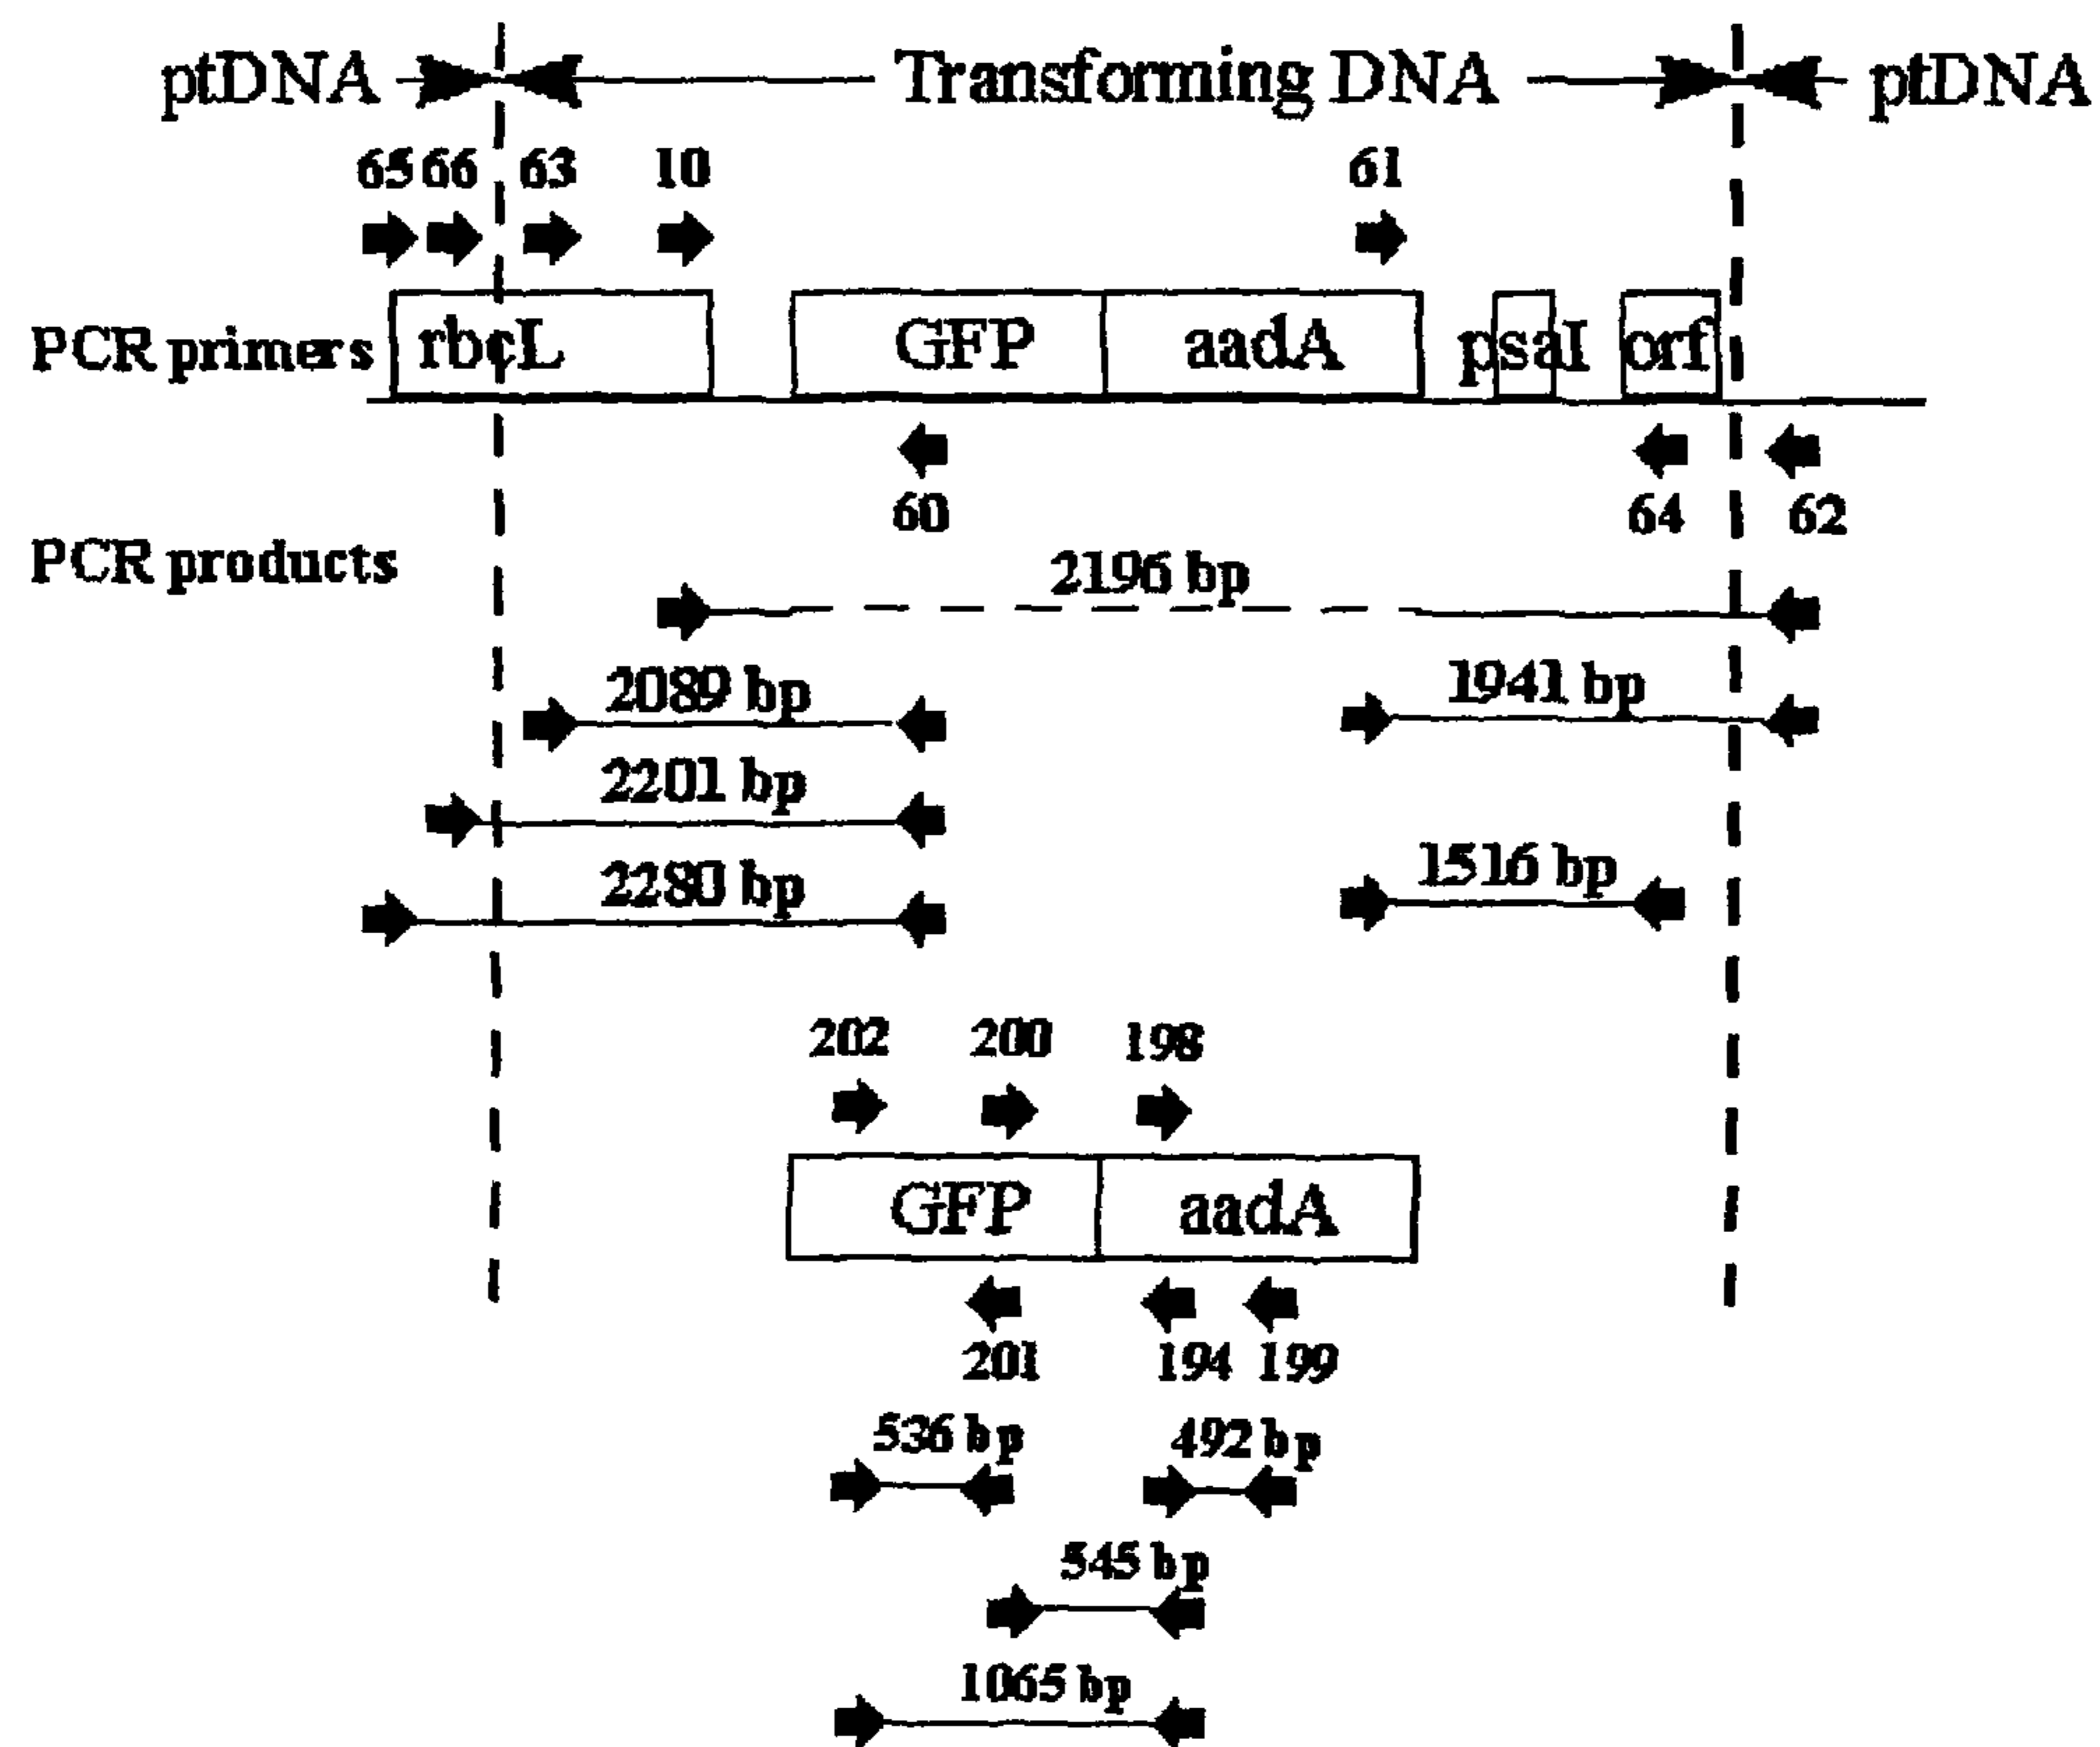 ptDNA Transforming DNA ptDNA
65 66 63 10 61
PCR primers rbcL GFP aadA psaI orf
60 64 62
PCR products
2196 bp
2089 bp 1941 bp
2201 bp
2280 bp 1516 bp
202 200 198
GFP aadA
201 194 199
536 bp 492 bp
545 bp
1065 bp